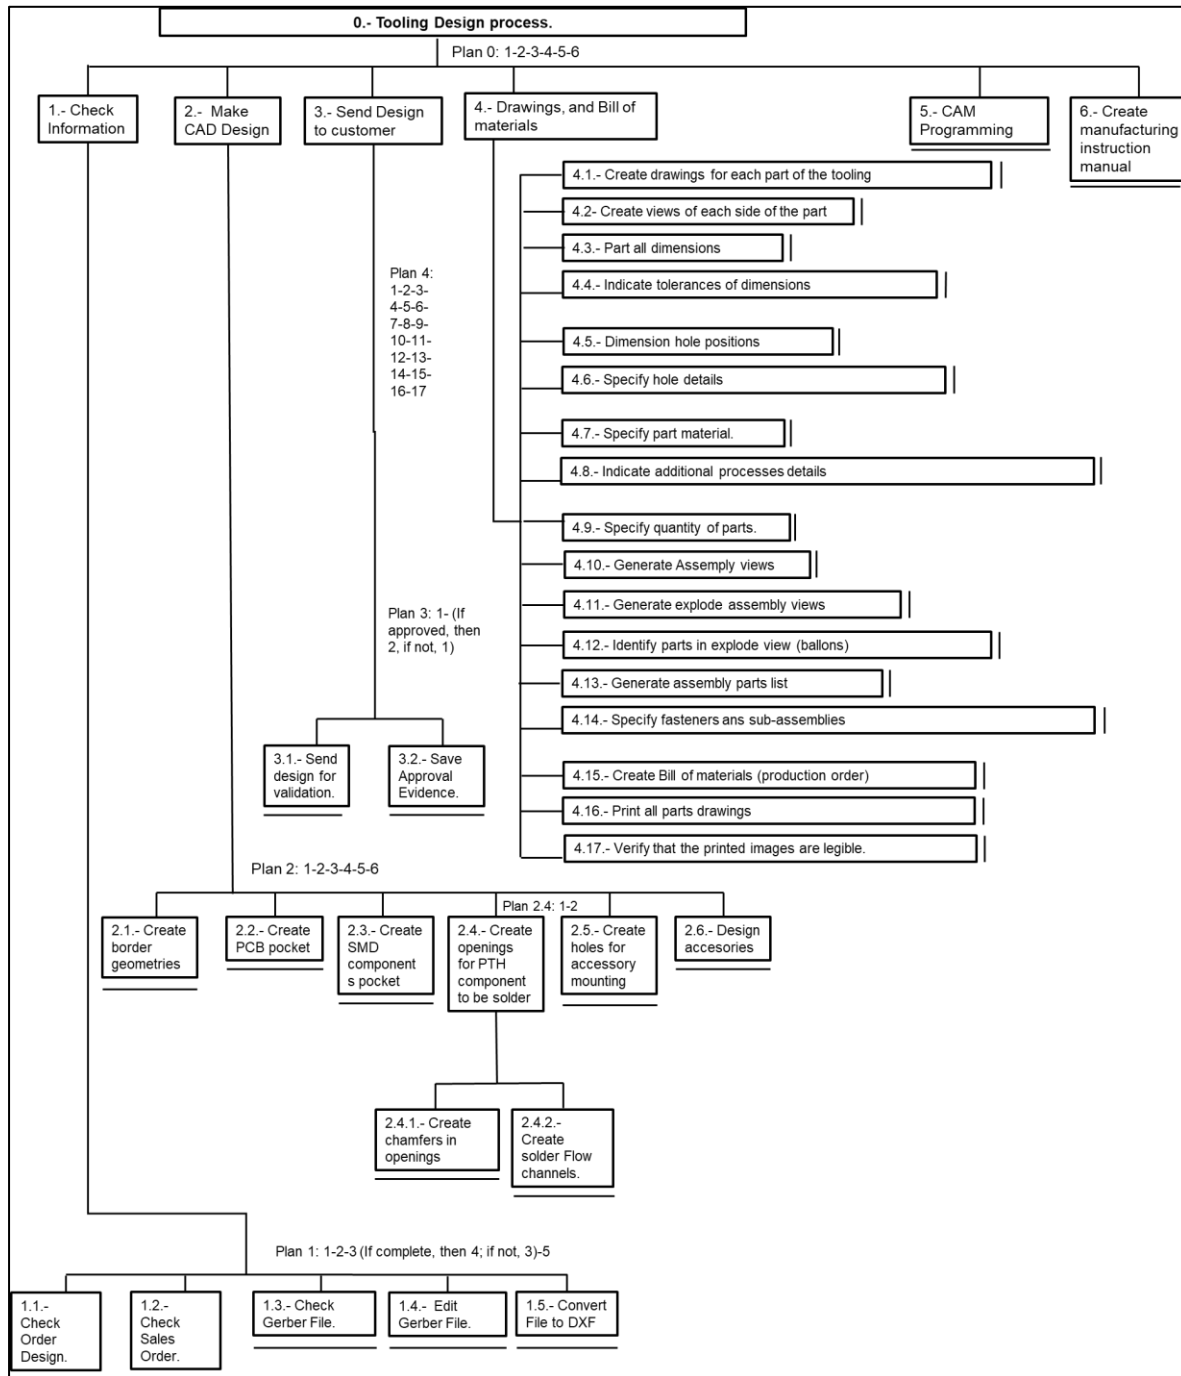 0.- Tooling Design process.
Plan 0: 1-2-3-4-5-6
1.- Check
Information
2.- Make
CAD Design
3.- Send Design
to customer
4.- Drawings, and Bill of
materials
5.- CAM
Programming
6.- Create
manufacturing
instruction
manual
4.1.- Create drawings for each part of the tooling
4.2- Create views of each side of the part
4.3.- Part all dimensions
4.4.- Indicate tolerances of dimensions
4.5.- Dimension hole positions
4.6.- Specify hole details
4.7.- Specify part material.
4.8.- Indicate additional processes details
4.9.- Specify quantity of parts.
4.10.- Generate Assemply views
4.11.- Generate explode assembly views
4.12.- Identify parts in explode view (ballons)
4.13.- Generate assembly parts list
4.14.- Specify fasteners ans sub-assemblies
4.15.- Create Bill of materials (production order)
4.16.- Print all parts drawings
4.17.- Verify that the printed images are legible.
Plan 4:
1-2-3-
4-5-6-
7-8-9-
10-11-
12-13-
14-15-
16-17
Plan 3: 1- (If
approved, then
2, if not, 1)
3.1.- Send
design for
validation.
3.2.- Save
Approval
Evidence.
Plan 2: 1-2-3-4-5-6
2.1.- Create
border
geometries
2.2.- Create
PCB pocket
2.3.- Create
SMD
component
s pocket
Plan 2.4: 1-2
2.4.- Create
openings
for PTH
component
to be solder
2.5.- Create
holes for
accessory
mounting
2.6.- Design
accesories
2.4.1.- Create
chamfers in
openings
2.4.2.-
Create
solder Flow
channels.
Plan 1: 1-2-3 (If complete, then 4; if not, 3)-5
1.1.-
Check
Order
Design.
1.2.-
Check
Sales
Order.
1.3.- Check
Gerber File.
1.4.- Edit
Gerber File.
1.5.- Convert
File to DXF